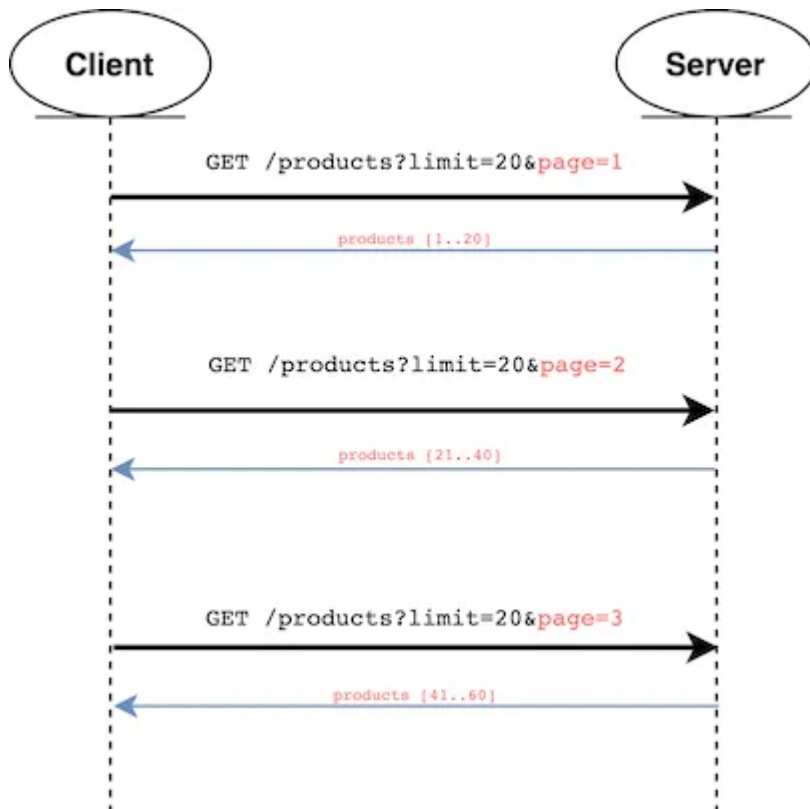 Client
Server
GET /products?limit=20&page=1
products [1..20]
GET /products?limit=20&page=2
products [21..40]
GET /products?limit=20&page=3
products [41..60]